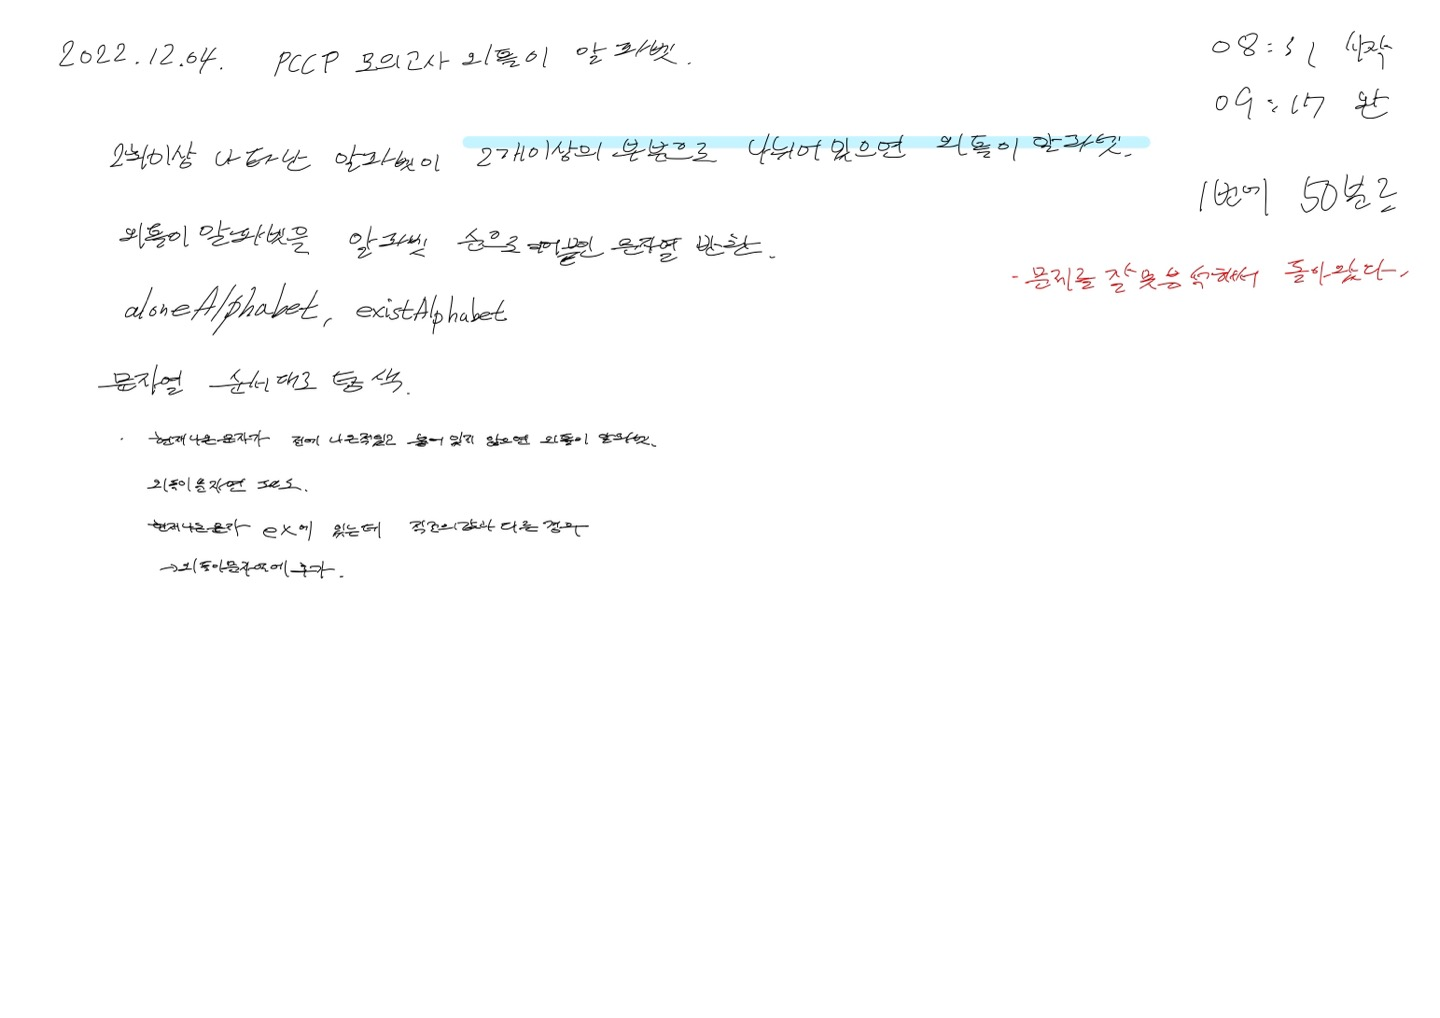 2022.12.04. PCCP 모의고사 외톨이 알파벳.
08:31 시작
09:17 완
2회이상 나타난 알파벳이 2개이상의 부분으로 나뉘어 있으면 외톨이 알파벳.
1번에 50분 컷
외톨이 알파벳을 알파벳 순으로 이어붙인 문자열 반환.
· 문제를 잘못 해석해서 돌아왔다.
aloneAlphabet, existAlphabet
문자열 순서대로 탐색.
· 현재 나온 문자가 전에 나온적있고 붙어 있지 않으면 외톨이 알파벳.
외톨이 문자면
현재 나온 문자가 ex에 있는데 직전의 값과 다른 경우
→ 외톨이문자열에 추가.